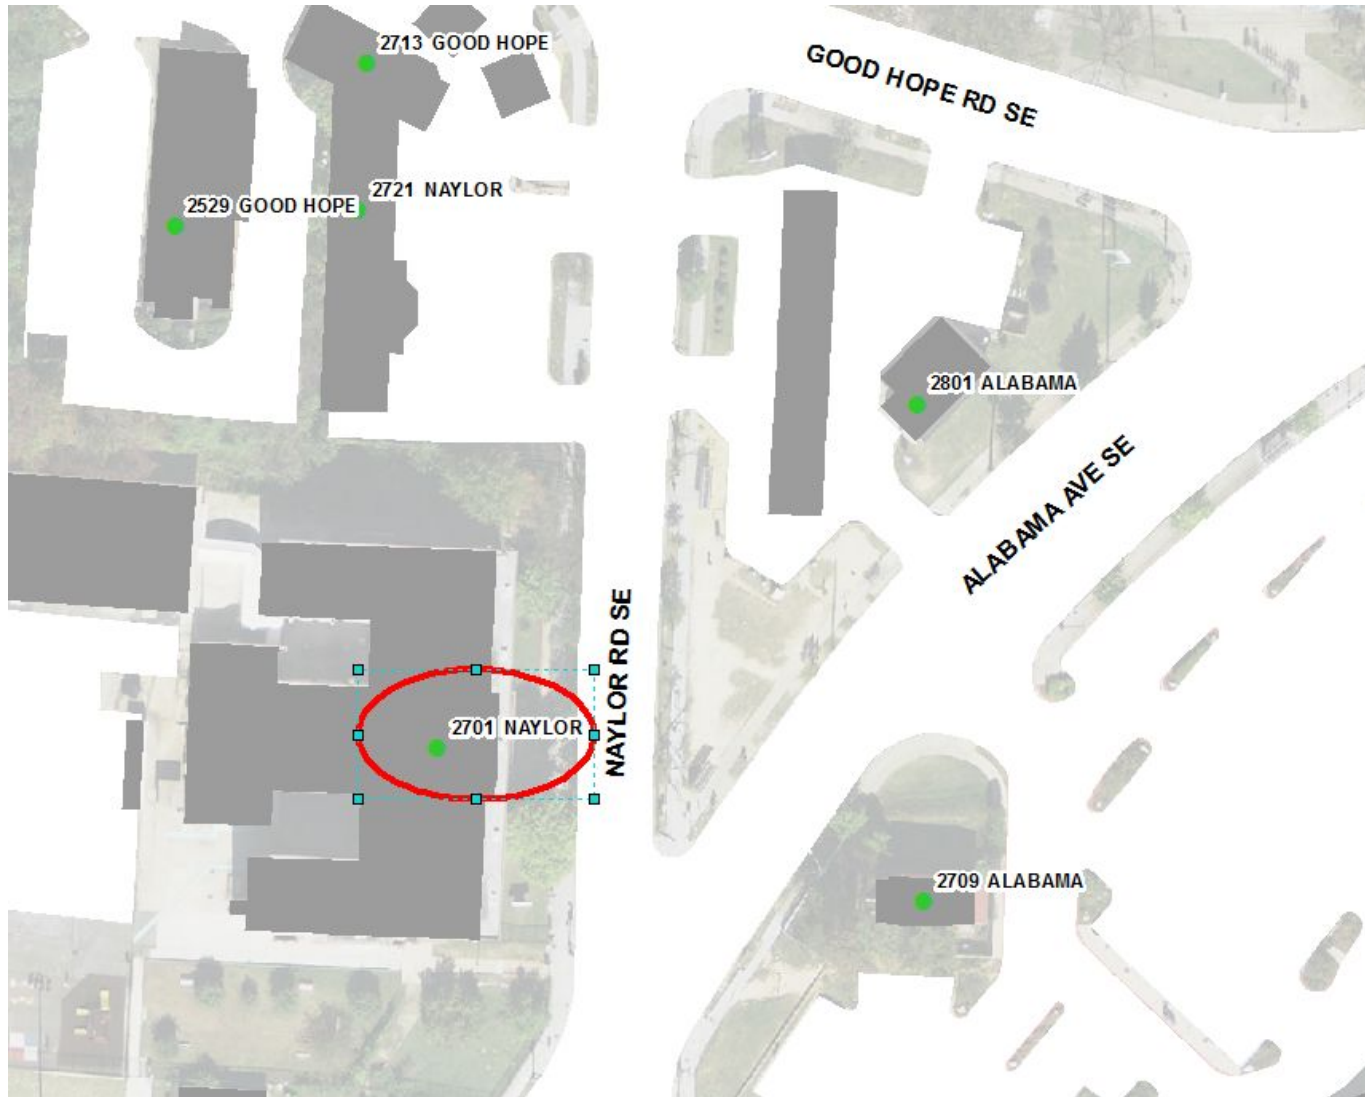 2713 GOOD HOPE
GOOD HOPE RD SE
2721 NAYLOR
2529 GOOD HOPE
2801 ALABAMA
ALABAMA AVE SE
NAYLOR RD SE
2701 NAYLOR
2709 ALABAMA